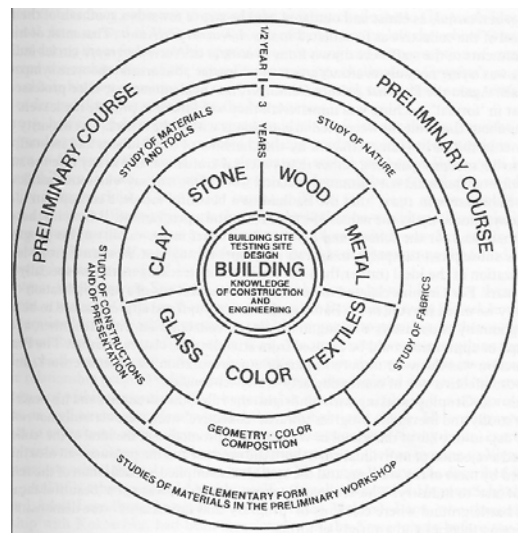 1/2 YEAR
3 YEARS
PRELIMINARY COURSE
PRELIMINARY COURSE
STUDY OF MATERIALS
AND TOOLS
STUDY OF NATURE
STONE
WOOD
CLAY
METAL
BUILDING SITE
TESTING SITE
DESIGN
BUILDING
KNOWLEDGE
OF CONSTRUCTION
AND
ENGINEERING
STUDY OF CONSTRUCTIONS
AND OF PRESENTATION
STUDY OF FABRICS
GLASS
COLOR
TEXTILES
GEOMETRY - COLOR
COMPOSITION
ELEMENTARY FORM
STUDIES OF MATERIALS IN THE PRELIMINARY WORKSHOP